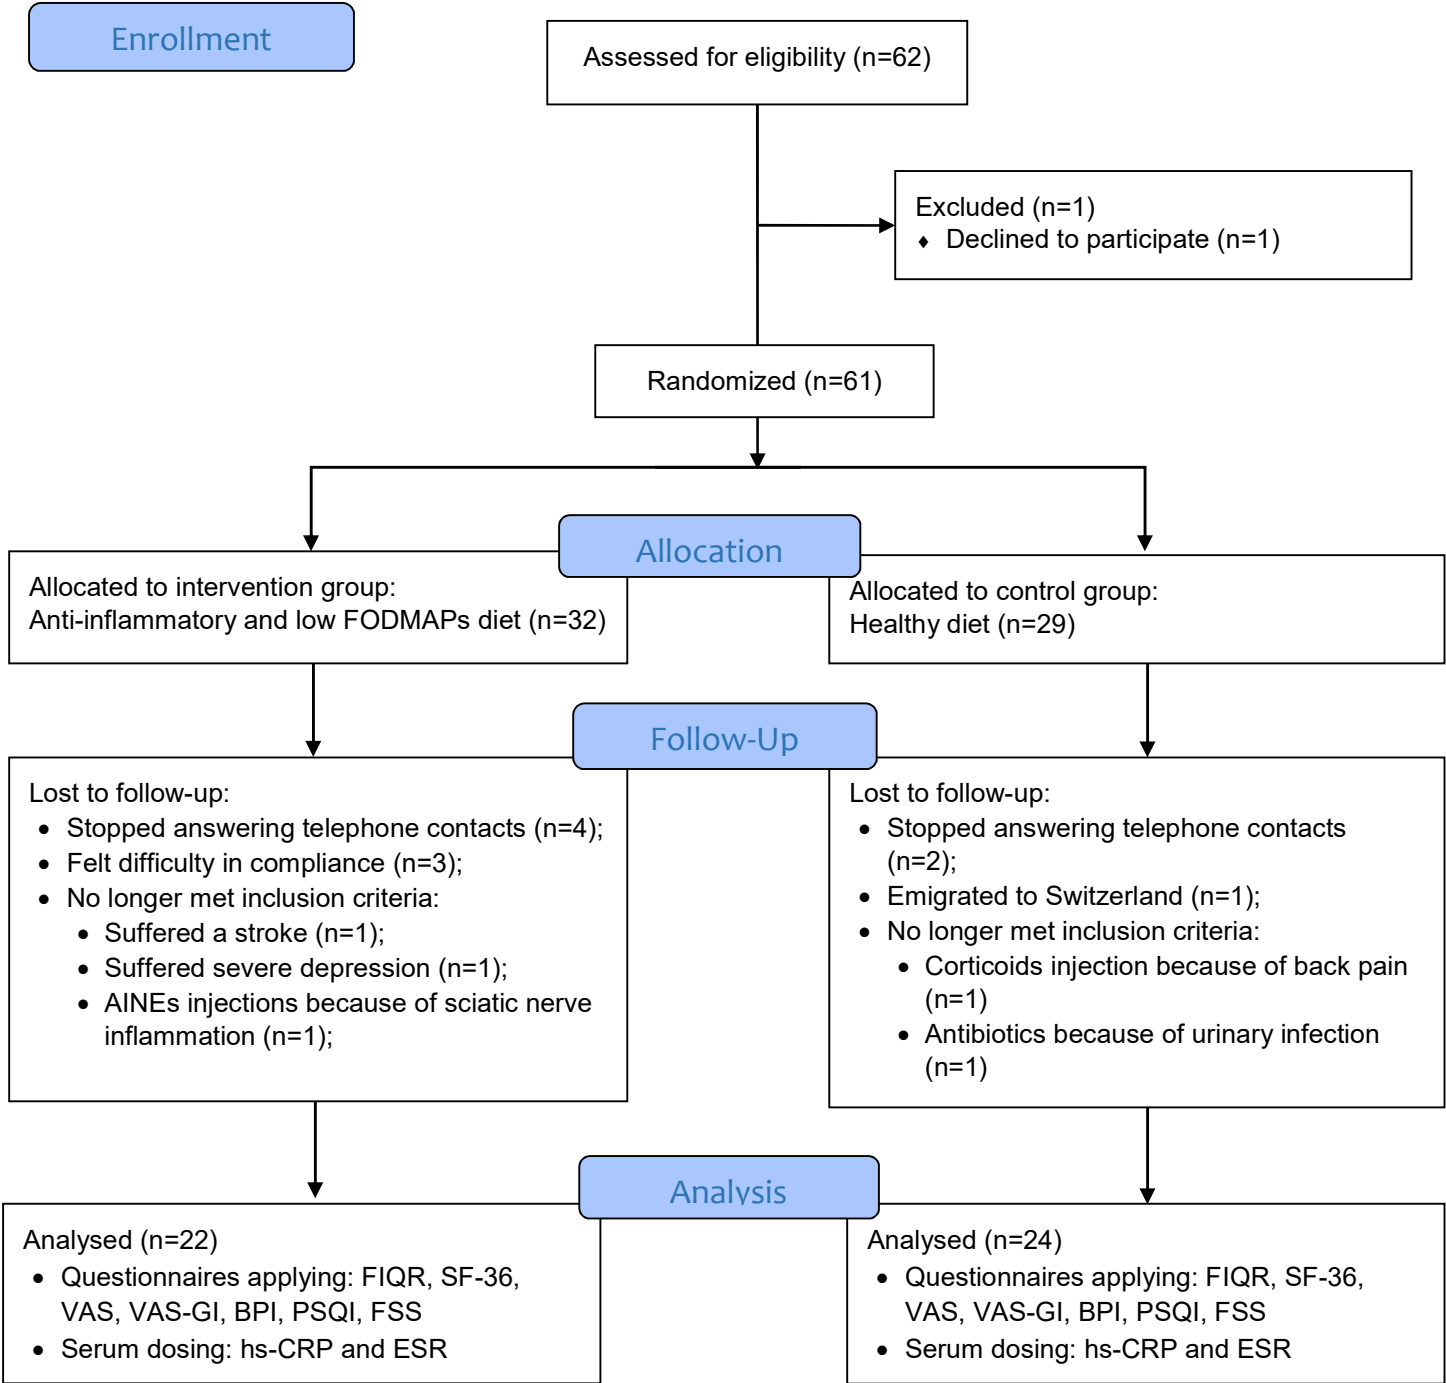 Enrollment
Assessed for eligibility (n=62)
Excluded (n=1)
♦ Declined to participate (n=1)
Randomized (n=61)
Allocation
Allocated to intervention group:
Anti-inflammatory and low FODMAPs diet (n=32)
Allocated to control group:
Healthy diet (n=29)
Follow-Up
Lost to follow-up:
• Stopped answering telephone contacts (n=4);
• Felt difficulty in compliance (n=3);
• No longer met inclusion criteria:
• Suffered a stroke (n=1);
• Suffered severe depression (n=1);
• AINEs injections because of sciatic nerve
inflammation (n=1);
Lost to follow-up:
• Stopped answering telephone contacts
(n=2);
• Emigrated to Switzerland (n=1);
• No longer met inclusion criteria:
• Corticoids injection because of back pain
(n=1)
• Antibiotics because of urinary infection
(n=1)
Analysis
Analysed (n=22)
• Questionnaires applying: FIQR, SF-36,
VAS, VAS-GI, BPI, PSQI, FSS
• Serum dosing: hs-CRP and ESR
Analysed (n=24)
• Questionnaires applying: FIQR, SF-36,
VAS, VAS-GI, BPI, PSQI, FSS
• Serum dosing: hs-CRP and ESR